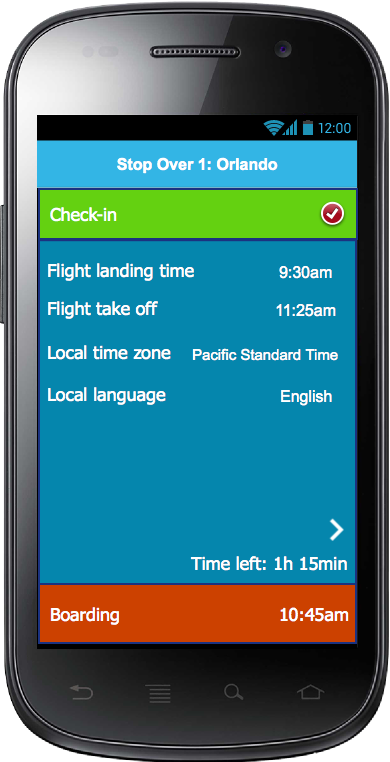 12:00
Stop Over 1: Orlando
Check-in
Flight landing time 9:30am
Flight take off 11:25am
Local time zone Pacific Standard Time
Local language English
Time left: 1h 15min
Boarding 10:45am